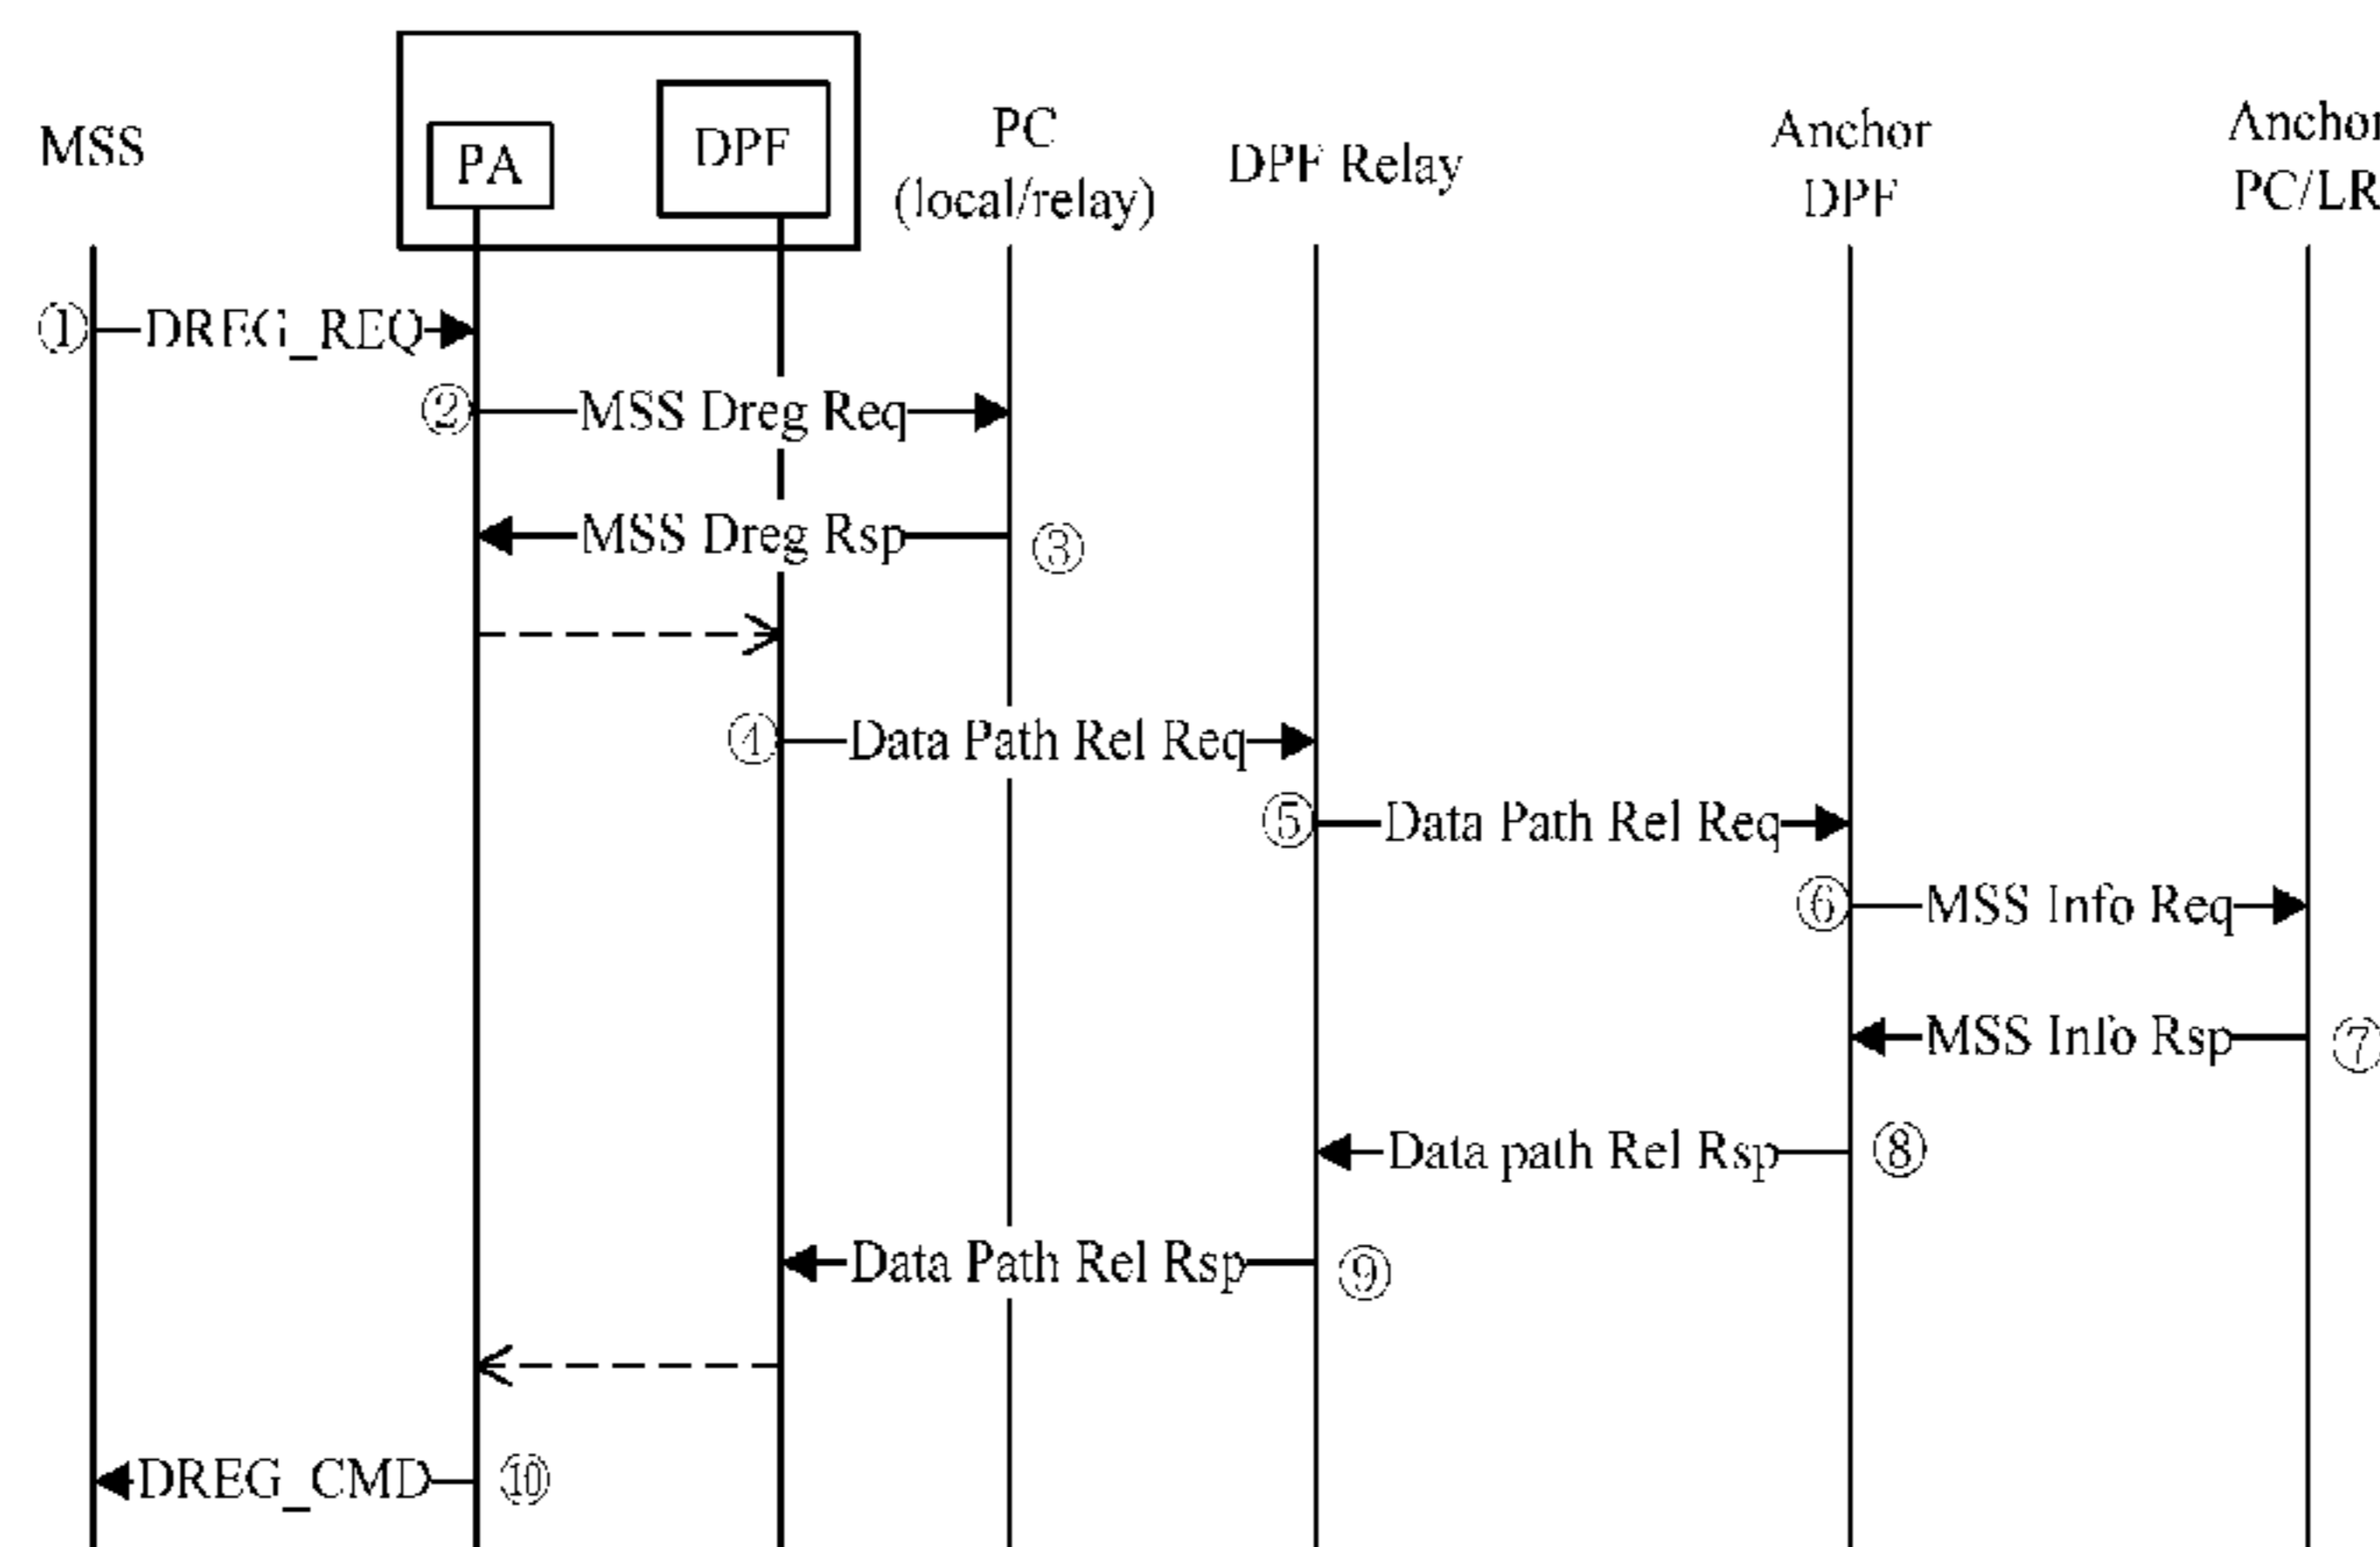 MSS
PA
DPF
PC
(local/relay)
DPF Relay
Anchor
DPF
Anchor
PC/LR
① DREG_REQ
② MSS Dreg Req
MSS Dreg Rsp ③
④ Data Path Rel Req
⑤ Data Path Rel Req
⑥ MSS Info Req
MSS Info Rsp ⑦
Data path Rel Rsp ⑧
Data Path Rel Rsp ⑨
DREG_CMD ⑩